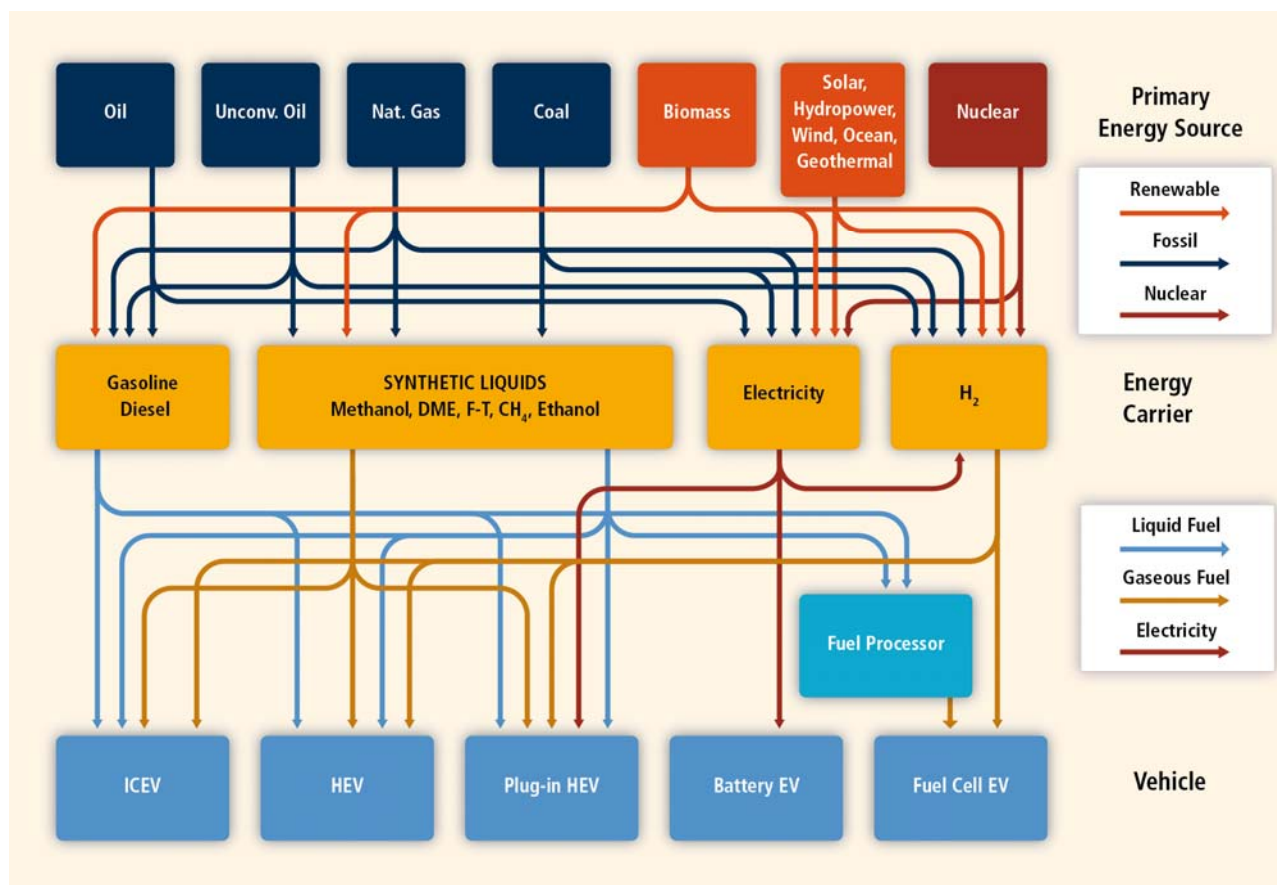 Oil
Unconv. Oil
Nat. Gas
Coal
Biomass
Solar,
Hydropower,
Wind, Ocean,
Geothermal
Nuclear
Primary
Energy Source
Renewable
Fossil
Nuclear
Gasoline
Diesel
SYNTHETIC LIQUIDS
Methanol, DME, F-T, CH4, Ethanol
Electricity
H2
Energy
Carrier
Liquid Fuel
Gaseous Fuel
Electricity
Fuel Processor
ICEV
HEV
Plug-in HEV
Battery EV
Fuel Cell EV
Vehicle